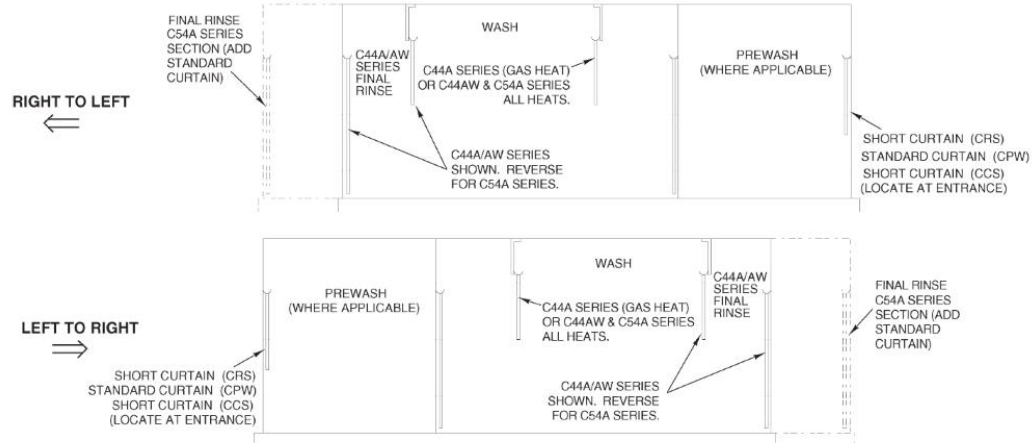 FINAL RINSE
C54A SERIES
SECTION (ADD
STANDARD
CURTAIN)
C44A/AW
SERIES
FINAL
RINSE
WASH
C44A SERIES (GAS HEAT)
OR C44AW & C54A SERIES
ALL HEATS.
PREWASH
(WHERE APPLICABLE)
RIGHT TO LEFT
C44A/AW SERIES
SHOWN. REVERSE
FOR C54A SERIES.
SHORT CURTAIN (CRS)
STANDARD CURTAIN (CPW)
SHORT CURTAIN (CCS)
(LOCATE AT ENTRANCE)
PREWASH
(WHERE APPLICABLE)
WASH
C44A SERIES (GAS HEAT)
OR C44AW & C54A SERIES
ALL HEATS.
C44A/AW
SERIES
FINAL
RINSE
FINAL RINSE
C54A SERIES
SECTION (ADD
STANDARD
CURTAIN)
LEFT TO RIGHT
SHORT CURTAIN (CRS)
STANDARD CURTAIN (CPW)
SHORT CURTAIN (CCS)
(LOCATE AT ENTRANCE)
C44A/AW SERIES
SHOWN. REVERSE
FOR C54A SERIES.